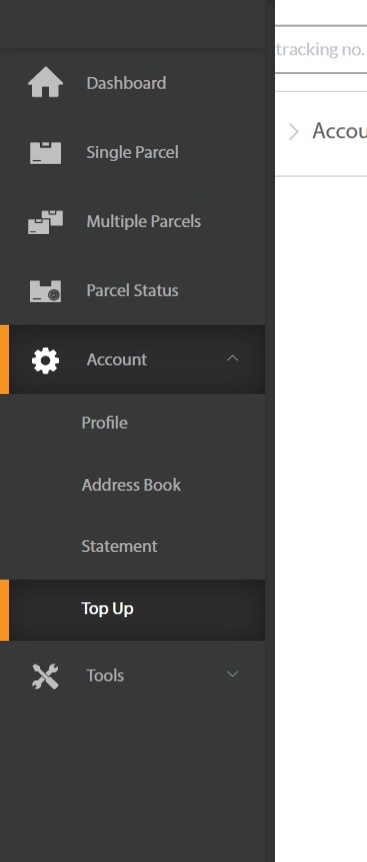 tracking no.
Dashboard
Single Parcel
Accou
Multiple Parcels
Parcel Status
Account
Profile
Address Book
Statement
Top Up
Tools